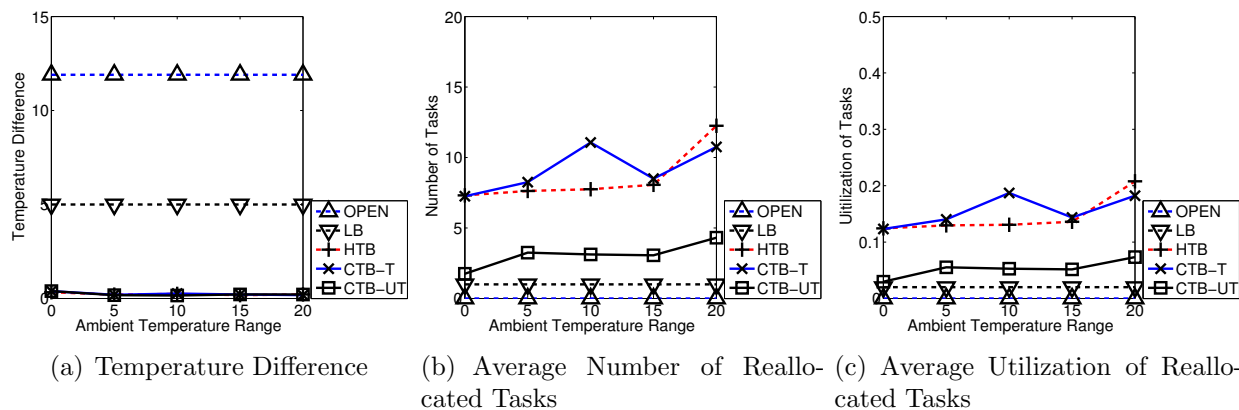 15
10
5
0
0 5 10 15 20
Temperature Difference
Ambient Temperature Range
OPEN
LB
HTB
CTB-T
CTB-UT
(a) Temperature Difference
20
15
10
5
0
0 5 10 15 20
Number of Tasks
Ambient Temperature Range
OPEN
LB
HTB
CTB-T
CTB-UT
(b) Average Number of Reallo-
cated Tasks
0.5
0.4
0.3
0.2
0.1
0
0 5 10 15 20
Uitilization of Tasks
Ambient Temperature Range
OPEN
LB
HTB
CTB-T
CTB-UT
(c) Average Utilization of Reallo-
cated Tasks